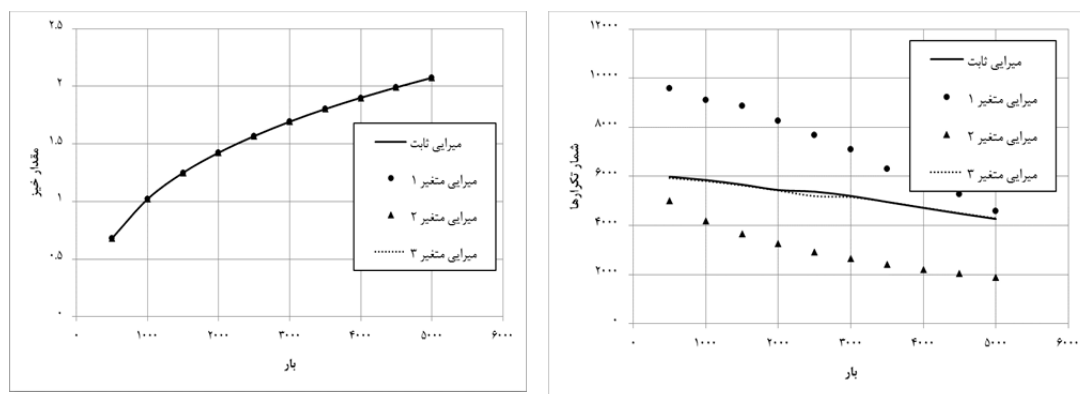 ۲.۵
۲
۱.۵
۱
۰.۵
۰
۰
۱۰۰۰
۲۰۰۰
۳۰۰۰
۴۰۰۰
۵۰۰۰
۶۰۰۰
مقدار خیز
بار
میرایی ثابت
میرایی متغیر ۱
میرایی متغیر ۲
میرایی متغیر ۳
۱۲۰۰۰
۱۰۰۰۰
۸۰۰۰
۶۰۰۰
۴۰۰۰
۲۰۰۰
۰
۰
۱۰۰۰
۲۰۰۰
۳۰۰۰
۴۰۰۰
۵۰۰۰
۶۰۰۰
شمار تکرارها
بار
میرایی ثابت
میرایی متغیر ۱
میرایی متغیر ۲
میرایی متغیر ۳